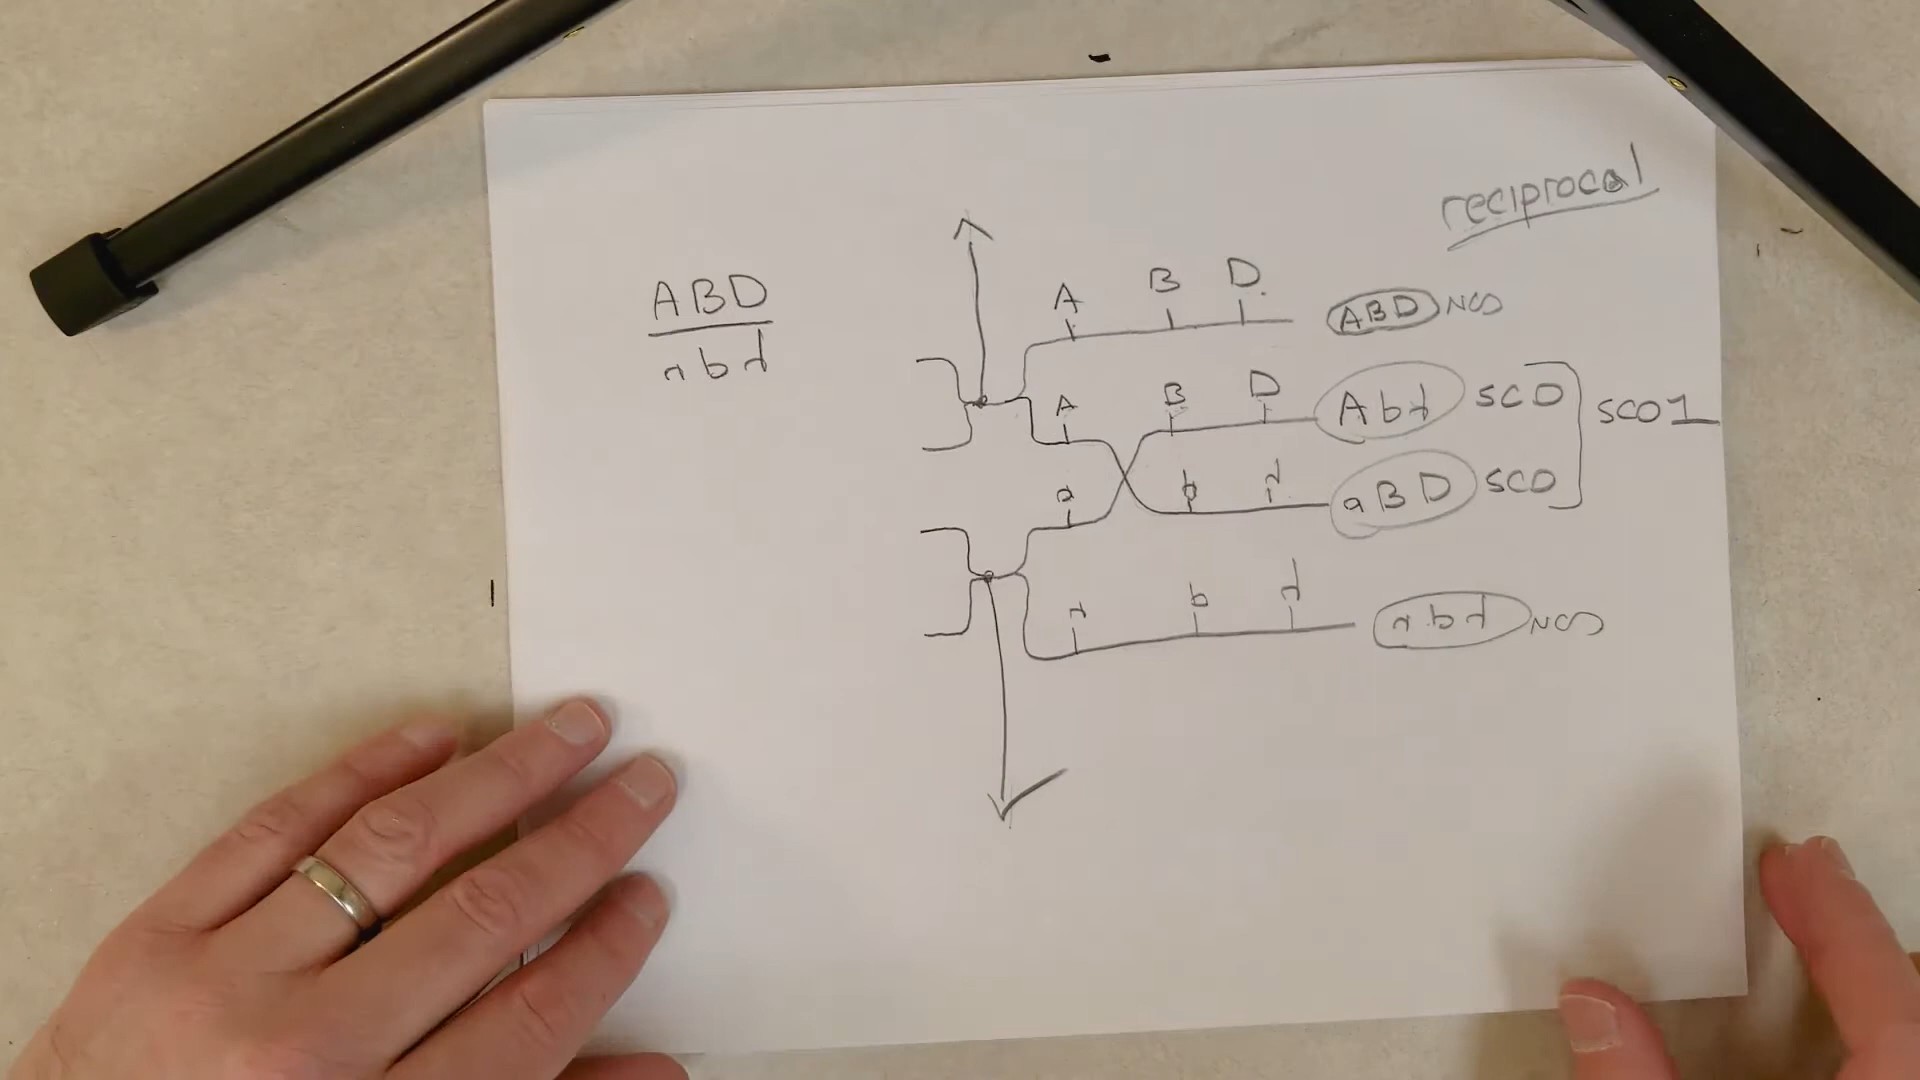 reciprocal
ABD
abd
A B D
ABD NCO
A B D
Abd SCO
SCO1
a b d
aBD SCO
a b d
abd NCO